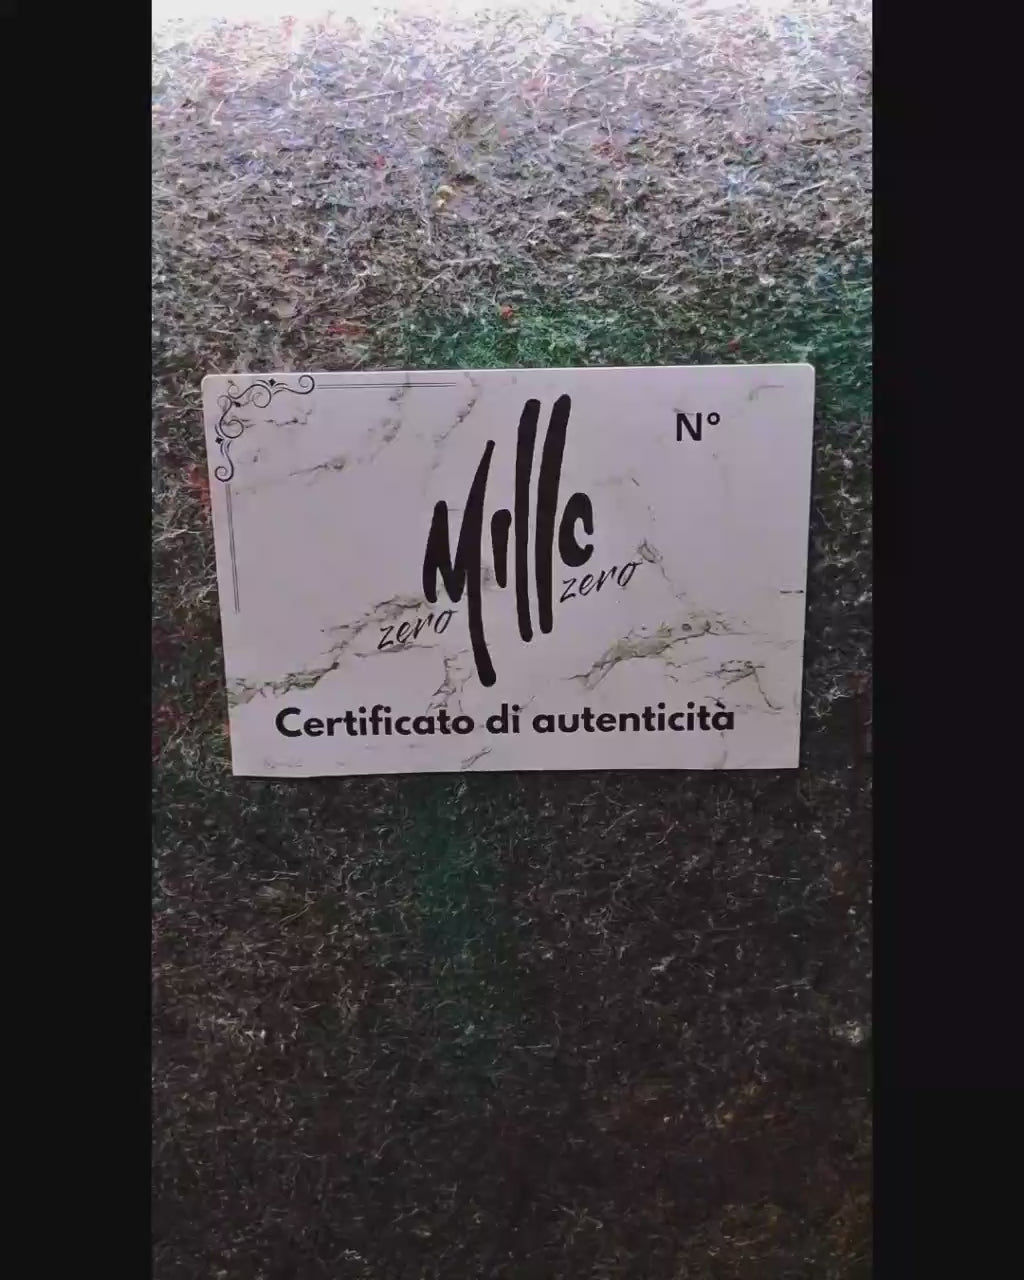 N°
Mille
zero zero
Certificato di autenticità